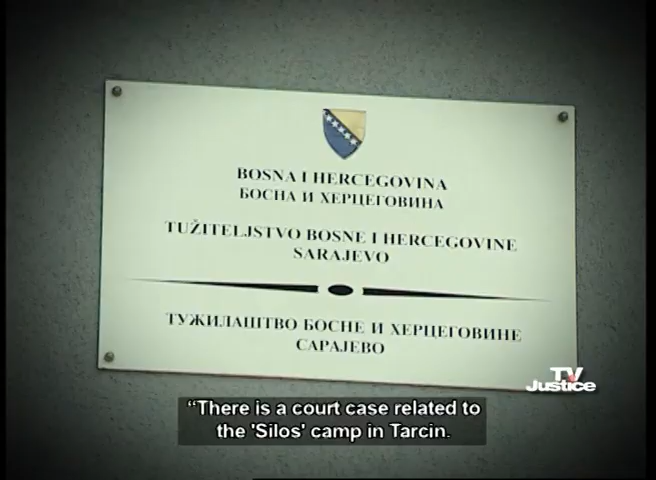 BOSNA I HERCEGOVINA
БОСНА И ХЕРЦЕГОВИНА
TUŽITELJSTVO BOSNE I HERCEGOVINE
SARAJEVO
ТУЖИЛАШТВО БОСНЕ И ХЕРЦЕГОВИНЕ
САРАЈЕВО
TV
Justice
“There is a court case related to
the 'Silos' camp in Tarcin.